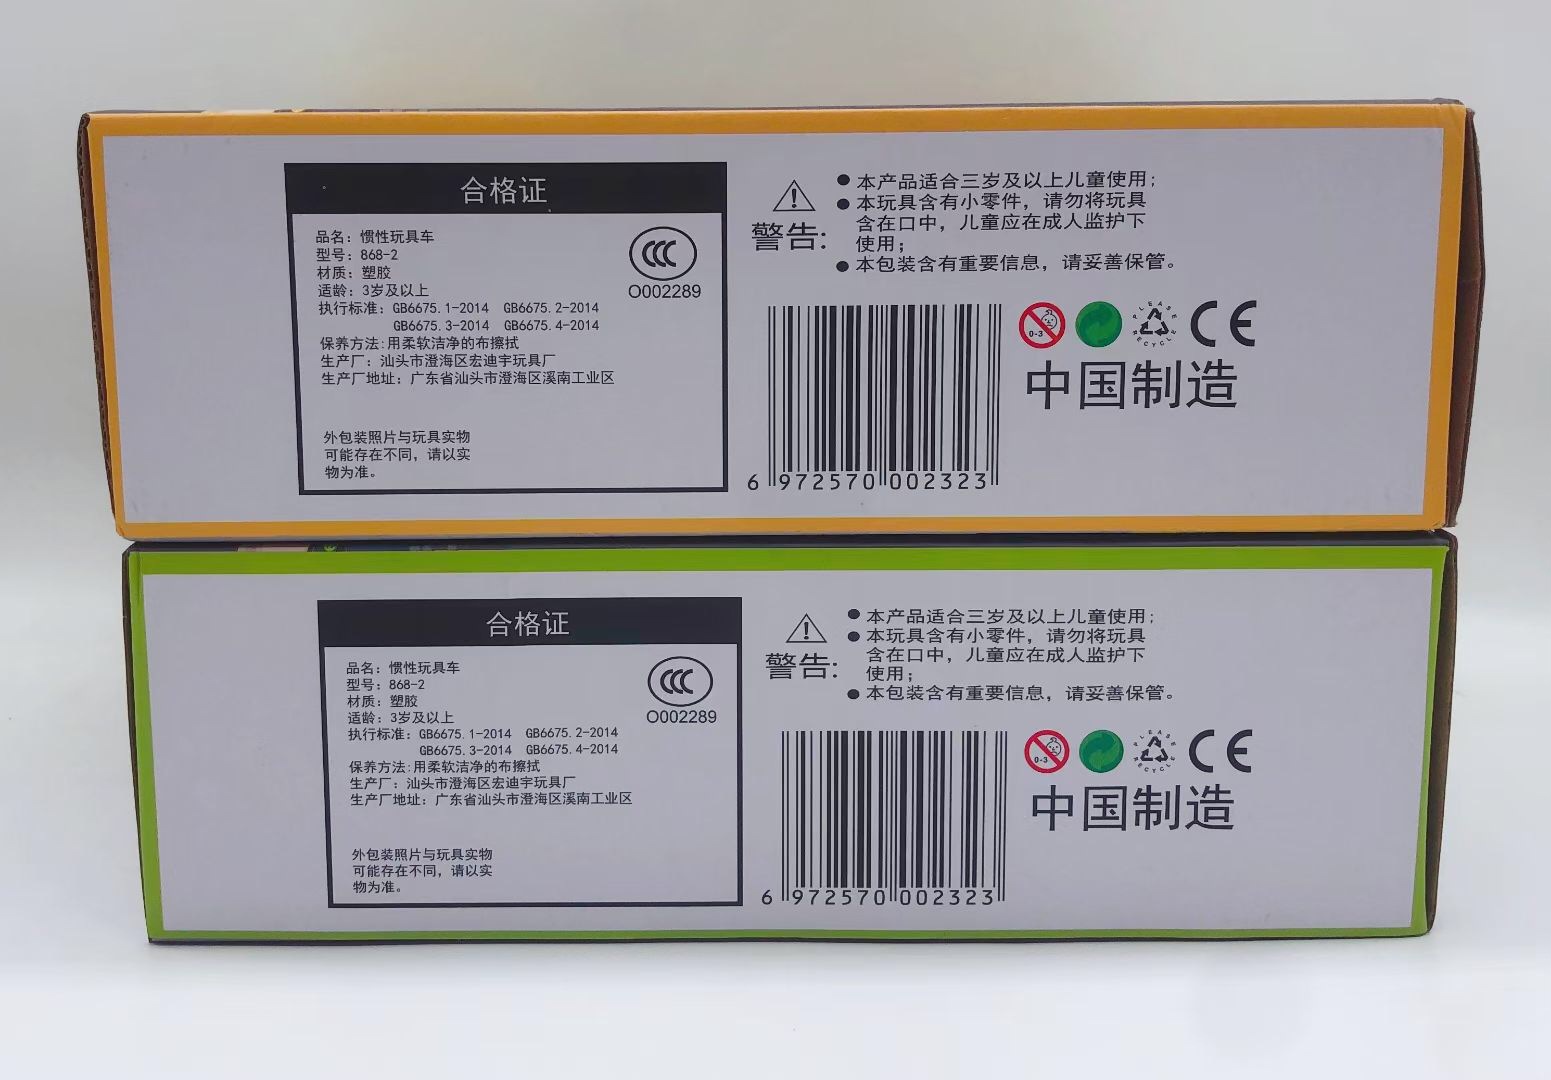 合格证
品名：惯性玩具车
型号：868-2
材质：塑胶
适龄：3岁及以上
执行标准：GB6675.1-2014 GB6675.2-2014
GB6675.3-2014 GB6675.4-2014
保养方法:用柔软洁净的布擦拭
生产厂：汕头市澄海区宏迪宇玩具厂
生产厂地址：广东省汕头市澄海区溪南工业区
外包装照片与玩具实物
可能存在不同，请以实
物为准。
CCC
O002289
警告:
● 本产品适合三岁及以上儿童使用;
● 本玩具含有小零件，请勿将玩具
含在口中，儿童应在成人监护下
使用;
● 本包装含有重要信息，请妥善保管。
6 972570 002323
0-3
PLEASE
RECYCLE
CE
中国制造
合格证
品名：惯性玩具车
型号：868-2
材质：塑胶
适龄：3岁及以上
执行标准：GB6675.1-2014 GB6675.2-2014
GB6675.3-2014 GB6675.4-2014
保养方法:用柔软洁净的布擦拭
生产厂：汕头市澄海区宏迪宇玩具厂
生产厂地址：广东省汕头市澄海区溪南工业区
外包装照片与玩具实物
可能存在不同，请以实
物为准。
CCC
O002289
警告:
● 本产品适合三岁及以上儿童使用;
● 本玩具含有小零件，请勿将玩具
含在口中，儿童应在成人监护下
使用;
● 本包装含有重要信息，请妥善保管。
6 972570 002323
0-3
PLEASE
RECYCLE
CE
中国制造